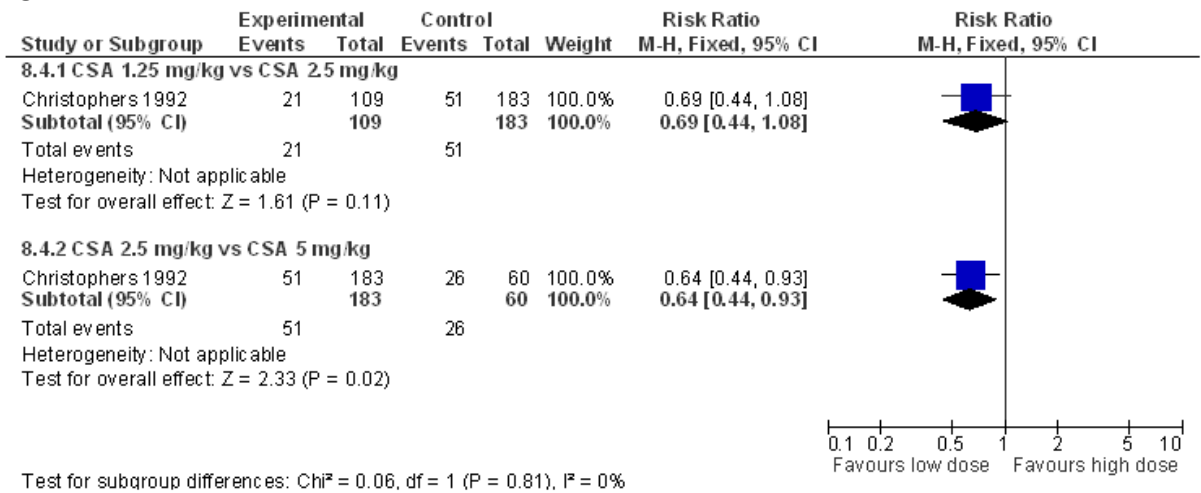 Experimental Control Risk Ratio Risk Ratio
Study or Subgroup Events Total Events Total Weight M-H, Fixed, 95% CI M-H, Fixed, 95% CI
8.4.1 CSA 1.25 mg/kg vs CSA 2.5 mg/kg
Christophers 1992 21 109 51 183 100.0% 0.69 [0.44, 1.08]
Subtotal (95% CI) 109 183 100.0% 0.69 [0.44, 1.08]
Total events 21 51
Heterogeneity: Not applicable
Test for overall effect: Z = 1.61 (P = 0.11)
8.4.2 CSA 2.5 mg/kg vs CSA 5 mg/kg
Christophers 1992 51 183 26 60 100.0% 0.64 [0.44, 0.93]
Subtotal (95% CI) 183 60 100.0% 0.64 [0.44, 0.93]
Total events 51 26
Heterogeneity: Not applicable
Test for overall effect: Z = 2.33 (P = 0.02)
0.1 0.2 0.5 1 2 5 10
Favours low dose Favours high dose
Test for subgroup differences: Chi² = 0.06, df = 1 (P = 0.81), I² = 0%